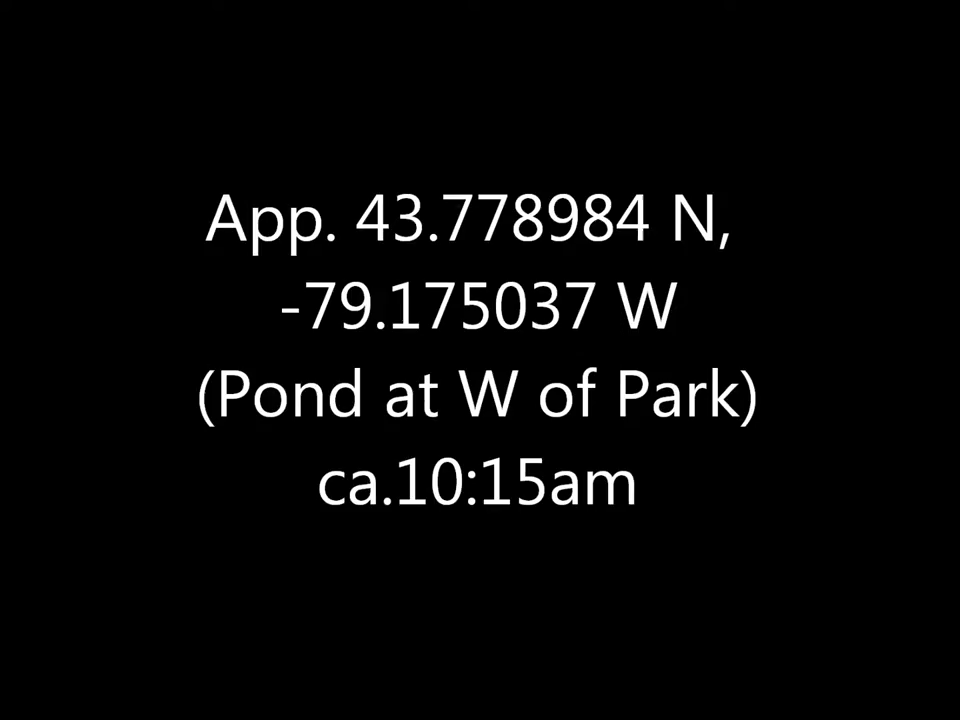 App. 43.778984 N,
-79.175037 W
(Pond at W of Park)
ca.10:15am